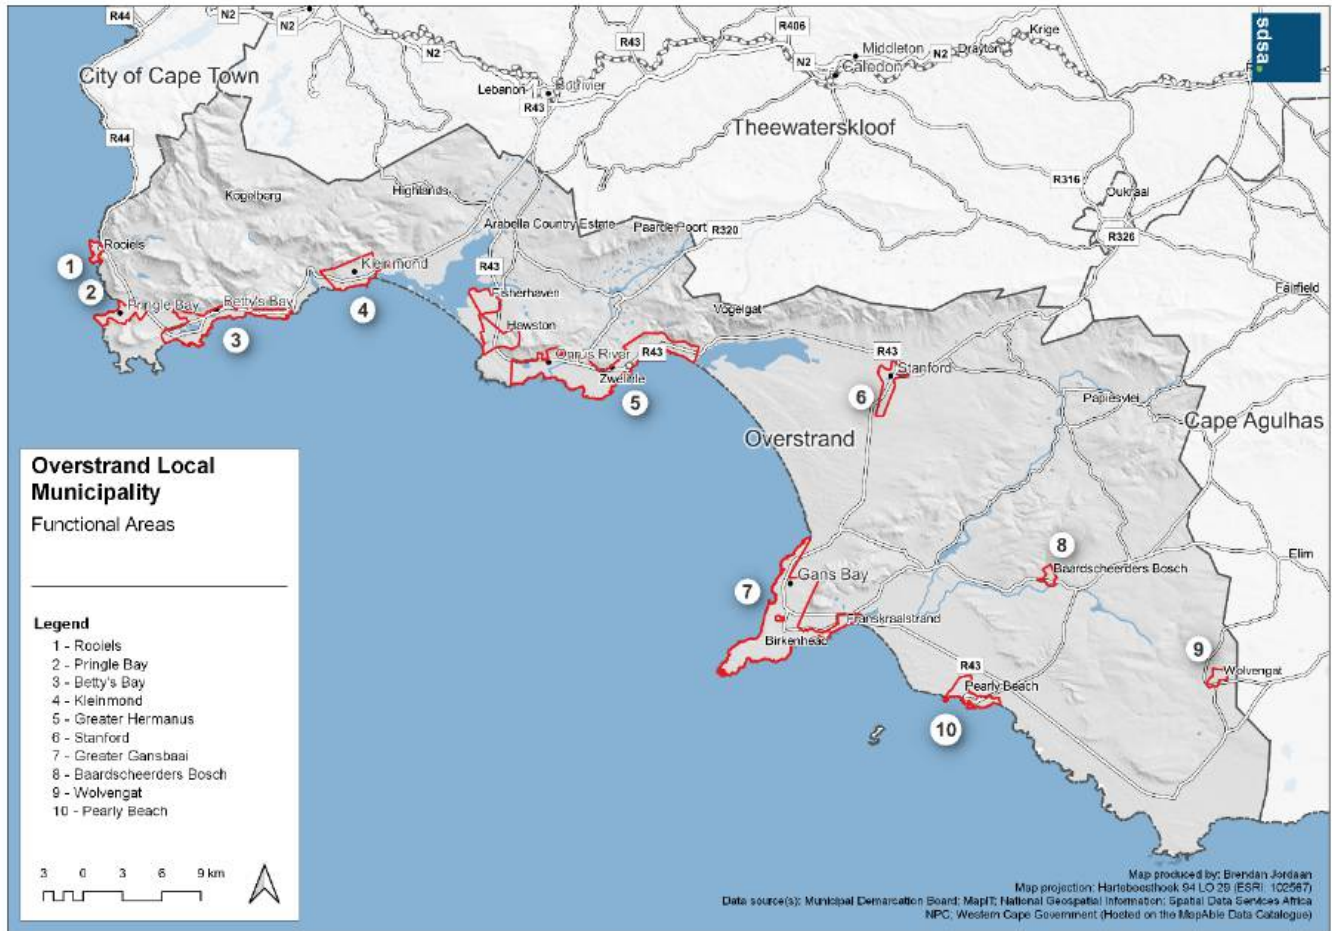 R44
N2
N2
R406
R43
Krige
N2
Middleton
N2
Drayton
sdsa
City of Cape Town
Caledon
Lebanon
Botrivier
R43
R44
Theewaterskloof
R316
Oukraal
Kogelberg
Highlands
Arabella Country Estate
Paarde Poort
R320
R326
Rooiels
1
Kleinmond
R43
Fairfield
2
Pringle Bay
Betty's Bay
4
Fisherhaven
Vogelgat
3
Hawston
Onrus River
R43
R43
Stanford
Zwelihle
5
6
Papiesvlei
Cape Agulhas
Overstrand
8
Elim
Baardscheerders Bosch
7
Gans Bay
Franskraalstrand
Birkenhead
9
R43
Wolvengat
Pearly Beach
10
Overstrand Local
Municipality
Functional Areas
Legend
1 - Rooiels
2 - Pringle Bay
3 - Betty's Bay
4 - Kleinmond
5 - Greater Hermanus
6 - Stanford
7 - Greater Gansbaai
8 - Baardscheerders Bosch
9 - Wolvengat
10 - Pearly Beach
3 0 3 6 9 km
Map produced by: Brendan Jordaan
Map projection: Hartebeesthoek 94 LO 29 (ESRI: 102567)
Data source(s): Municipal Demarcation Board; MapIT; National Geospatial Information; Spatial Data Services Africa
NPC; Western Cape Government (Hosted on the MapAble Data Catalogue)